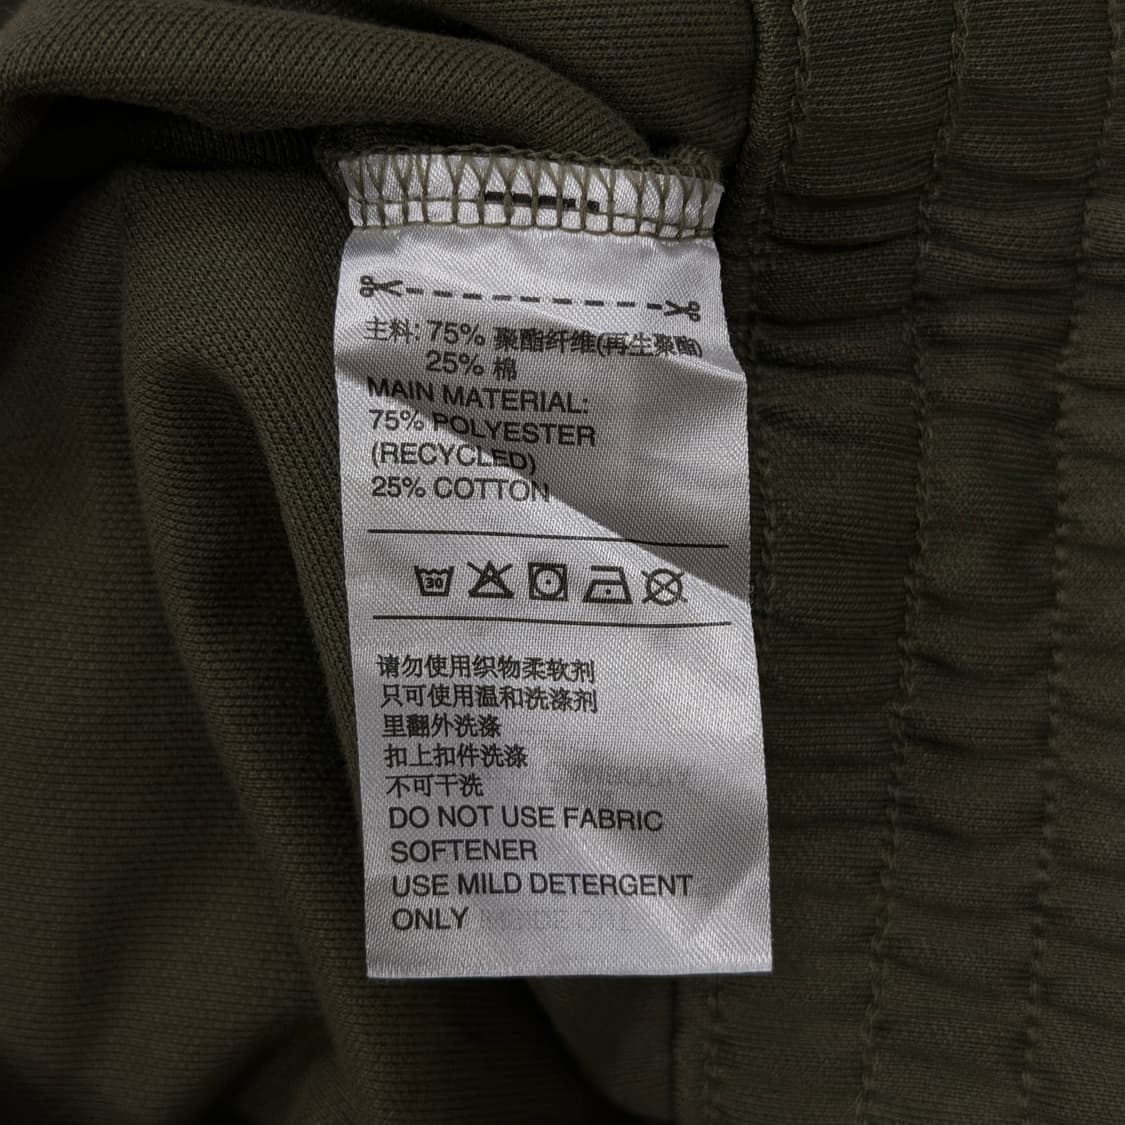 主料: 75% 聚酯纤维(再生聚酯)
25% 棉
MAIN MATERIAL:
75% POLYESTER
(RECYCLED)
25% COTTON
30
请勿使用织物柔软剂
只可使用温和洗涤剂
里翻外洗涤
扣上扣件洗涤
不可干洗
DO NOT USE FABRIC
SOFTENER
USE MILD DETERGENT
ONLY